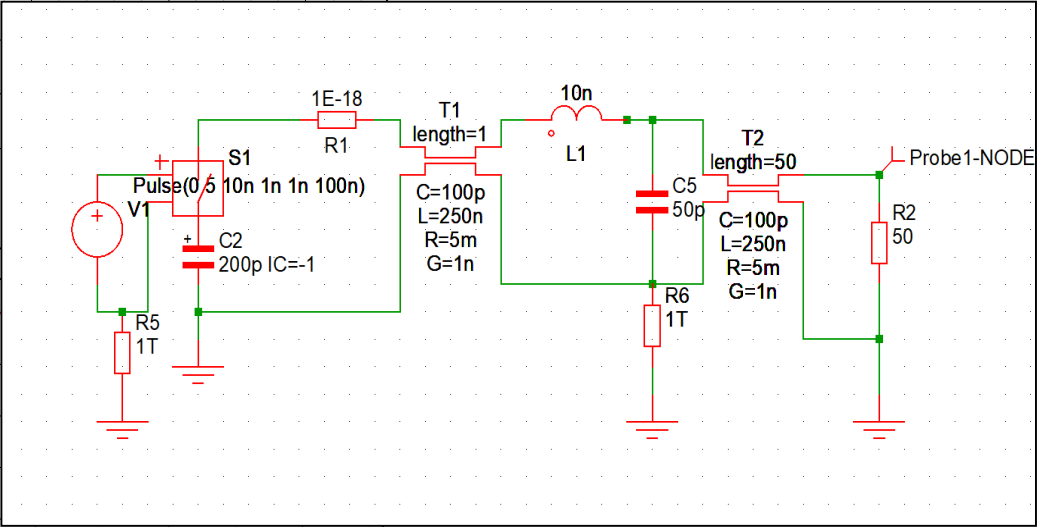 1E-18
R1
T1
length=1
10n
L1
T2
length=50
Probe1-NODE
S1
Pulse(0 5 10n 1n 1n 100n)
V1
C=100p
L=250n
R=5m
G=1n
C5
50p
C=100p
L=250n
R=5m
G=1n
R2
50
C2
200p IC=-1
R5
1T
R6
1T